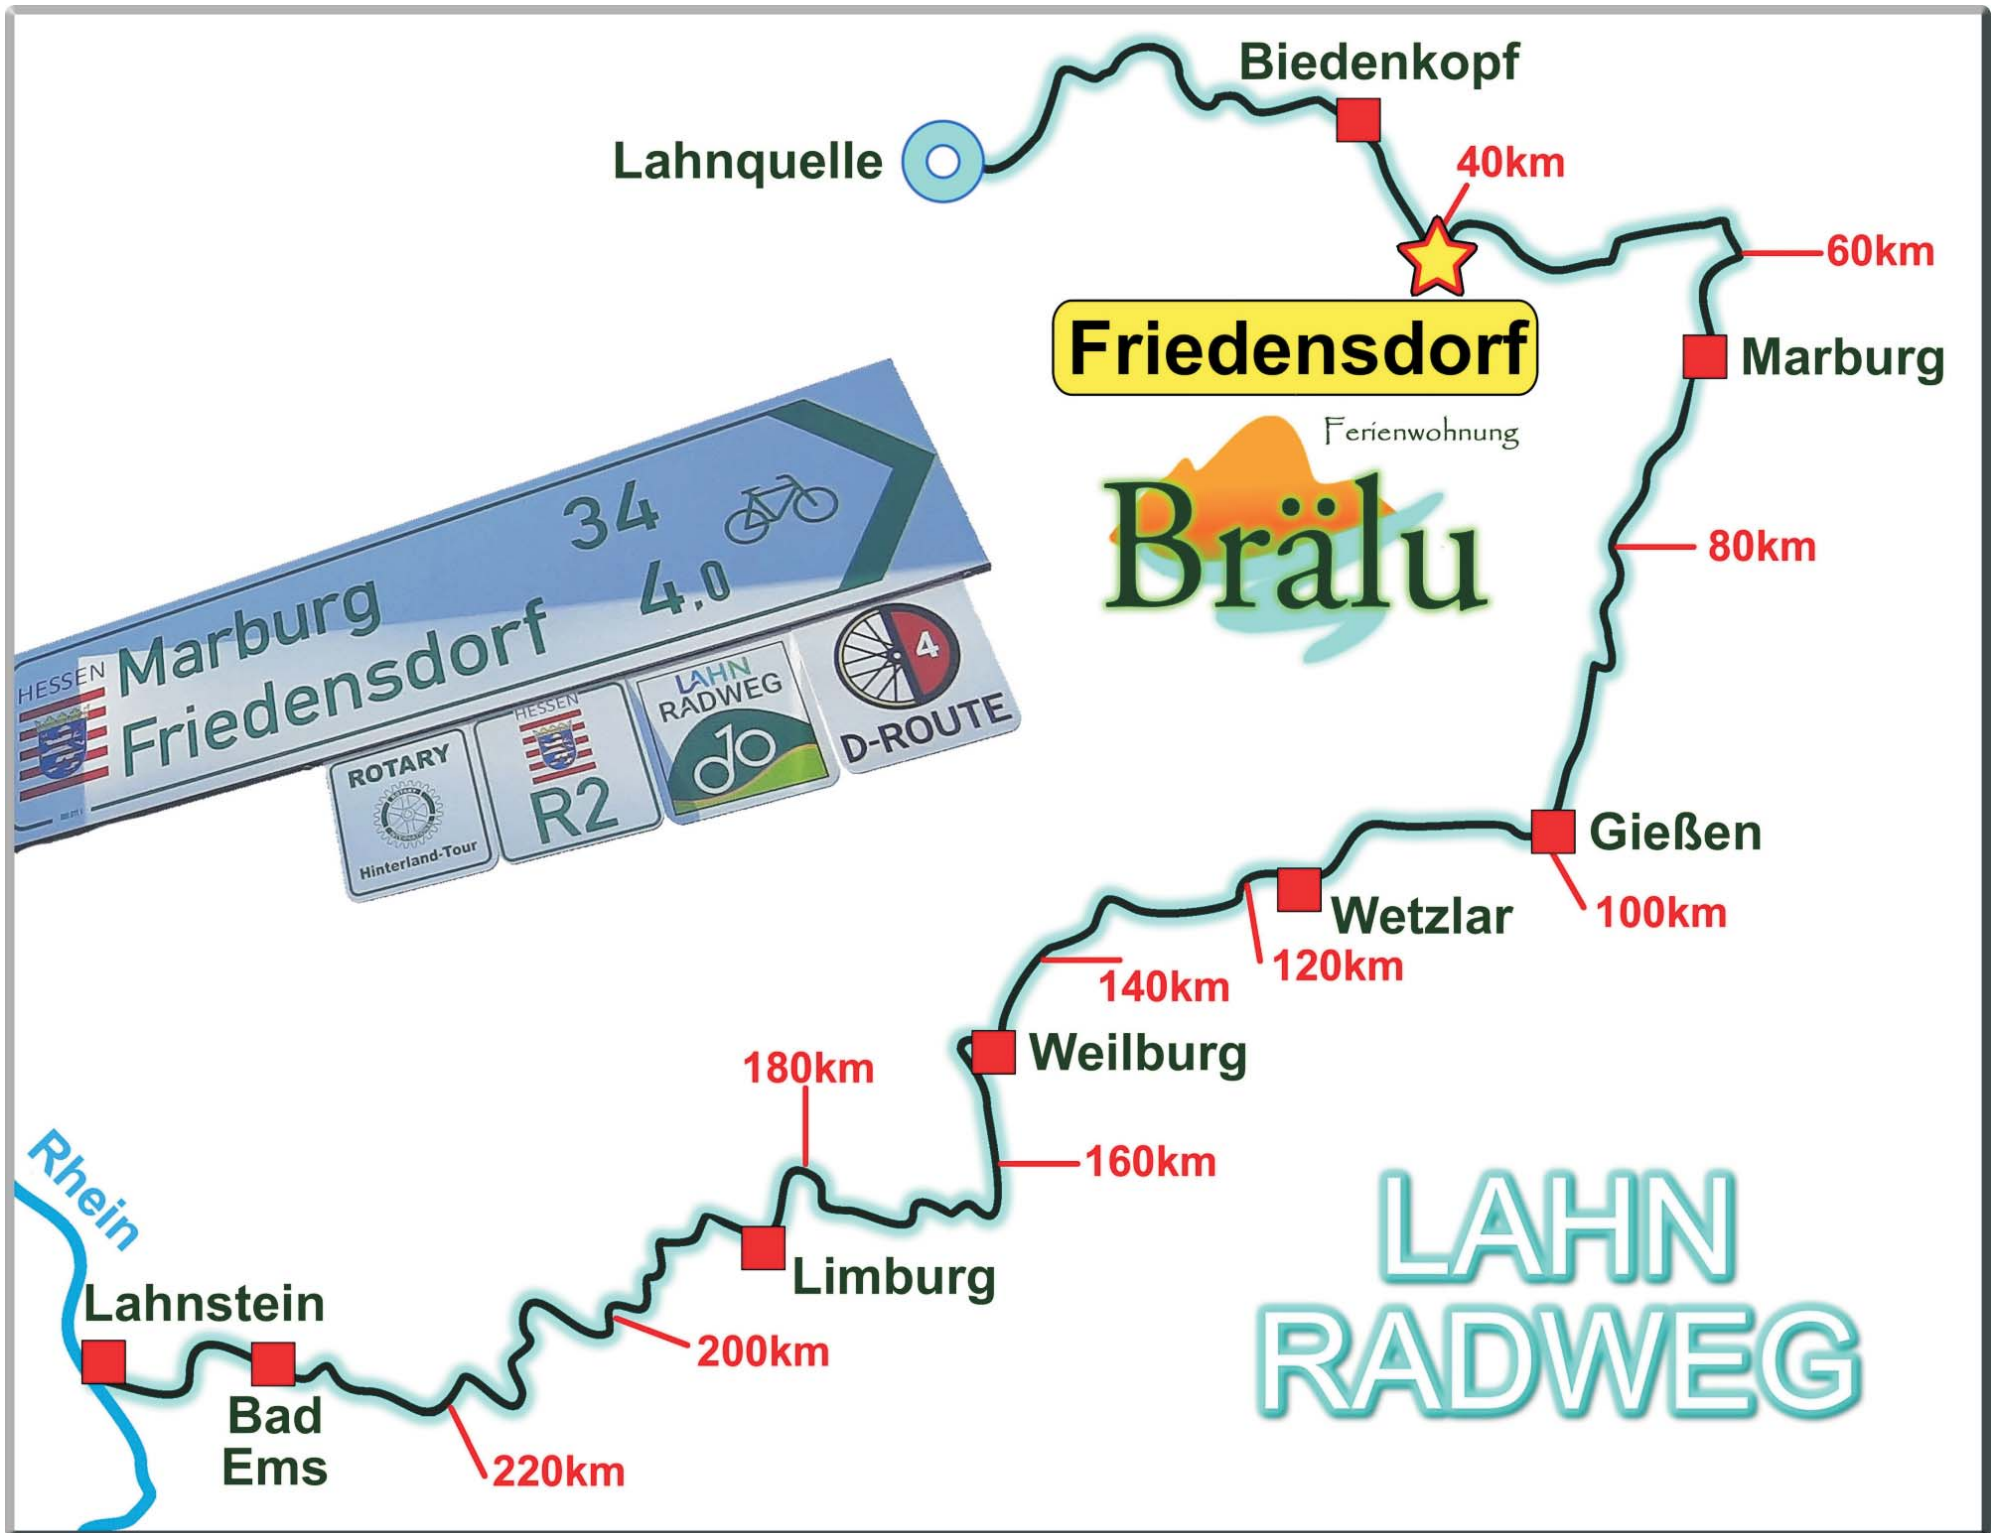 Biedenkopf
Lahnquelle
40km
60km
Friedensdorf
Marburg
Ferienwohnung
Brälu
34
Marburg
4,0
Friedensdorf
HESSEN
80km
ROTARY
Hinterland-Tour
HESSEN
R2
LAHN
RADWEG
4
D-ROUTE
Gießen
Wetzlar
100km
120km
140km
Weilburg
180km
160km
Rhein
Limburg
Lahnstein
200km
Bad
Ems
220km
LAHN
RADWEG